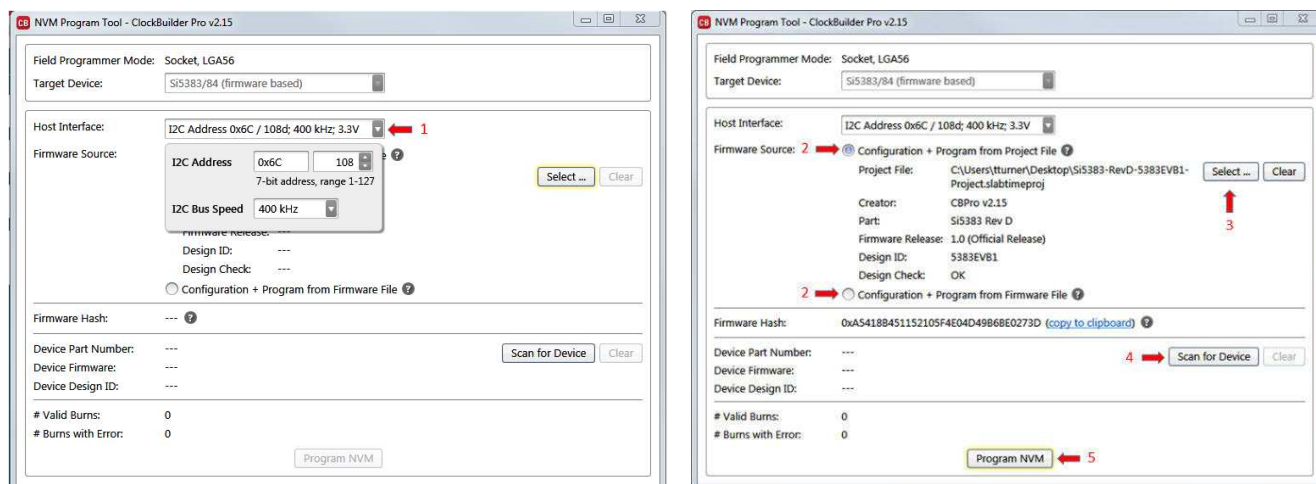 CB NVM Program Tool - ClockBuilder Pro v2.15
Field Programmer Mode: Socket, LGA56
Target Device: Si5383/84 (firmware based)
Host Interface: I2C Address 0x6C / 108d; 400 kHz; 3.3V 1
Firmware Source:
I2C Address 0x6C 108
7-bit address, range 1-127
I2C Bus Speed 400 kHz
Select ... Clear
Firmware Release: ---
Design ID: ---
Design Check: ---
Configuration + Program from Firmware File ?
Firmware Hash: --- ?
Device Part Number: --- Scan for Device Clear
Device Firmware: ---
Device Design ID: ---
# Valid Burns: 0
# Burns with Error: 0
Program NVM
CB NVM Program Tool - ClockBuilder Pro v2.15
Field Programmer Mode: Socket, LGA56
Target Device: Si5383/84 (firmware based)
Host Interface: I2C Address 0x6C / 108d; 400 kHz; 3.3V
Firmware Source: 2 Configuration + Program from Project File ?
Project File: C:\Users\tturner\Desktop\Si5383-RevD-5383EVB1- Select ... Clear
Project.slabtimeproj
3
Creator: CBPro v2.15
Part: Si5383 Rev D
Firmware Release: 1.0 (Official Release)
Design ID: 5383EVB1
Design Check: OK
2 Configuration + Program from Firmware File ?
Firmware Hash: 0xA5418B451152105F4E04D49B6BE0273D (copy to clipboard) ?
Device Part Number: --- 4 Scan for Device Clear
Device Firmware: ---
Device Design ID: ---
# Valid Burns: 0
# Burns with Error: 0
Program NVM 5